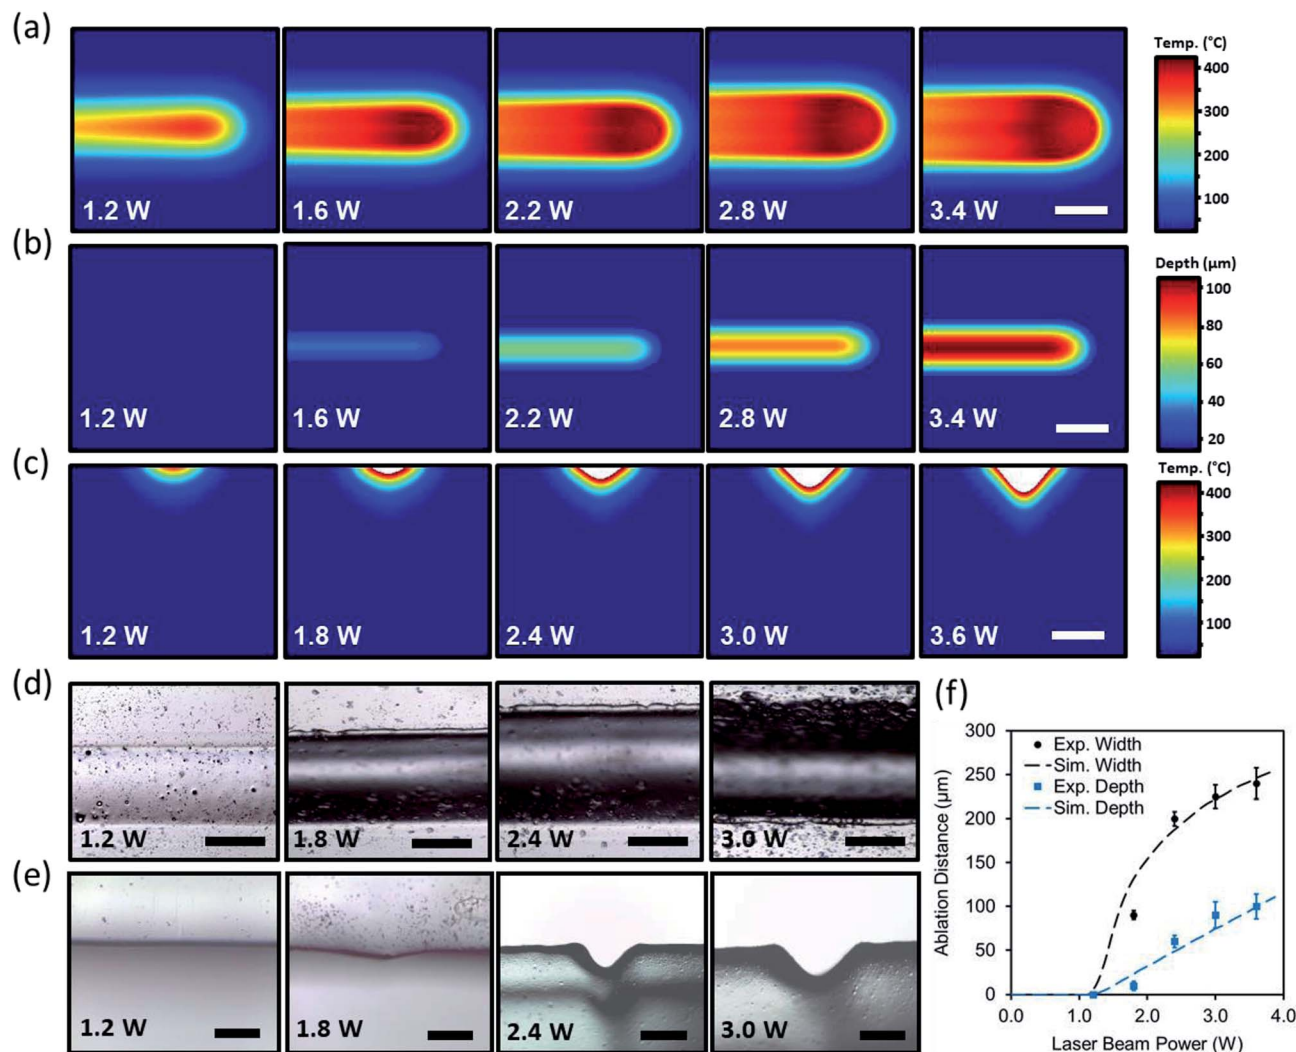 (a)
1.2 W
1.6 W
2.2 W
2.8 W
3.4 W
Temp. (°C)
400
300
200
100
(b)
1.2 W
1.6 W
2.2 W
2.8 W
3.4 W
Depth (µm)
100
80
60
40
20
(c)
1.2 W
1.8 W
2.4 W
3.0 W
3.6 W
Temp. (°C)
400
300
200
100
(d)
1.2 W
1.8 W
2.4 W
3.0 W
(e)
1.2 W
1.8 W
2.4 W
3.0 W
(f)
Ablation Distance (µm)
300
250
200
150
100
50
0
Exp. Width
Sim. Width
Exp. Depth
Sim. Depth
0.0 1.0 2.0 3.0 4.0
Laser Beam Power (W)